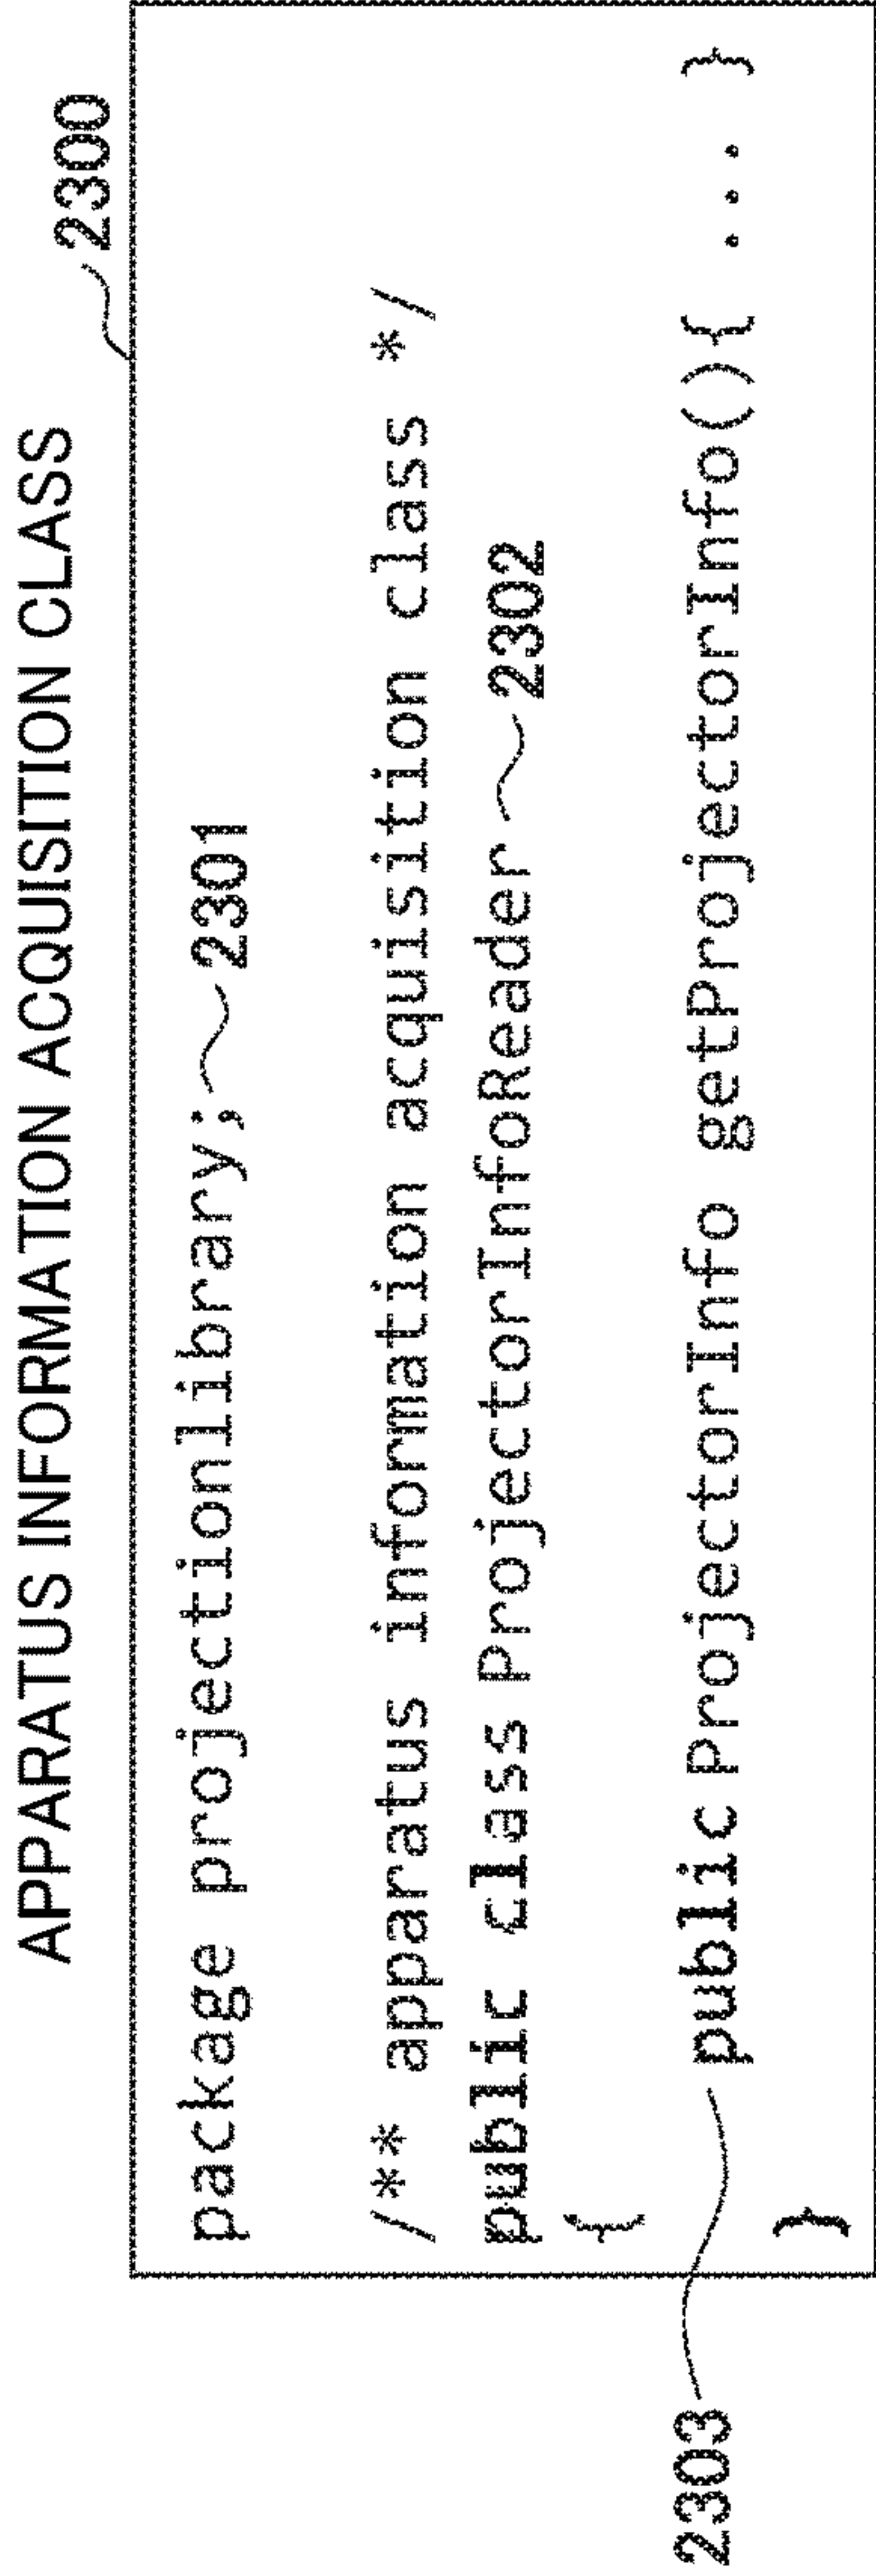 APPARATUS INFORMATION ACQUISITION CLASS
2300
package projectionlibrary; 2301
/** apparatus information acquisition class */
public class ProjectorInfoReader 2302
{
2303 public ProjectorInfo getProjectorInfo(){ ... }
}